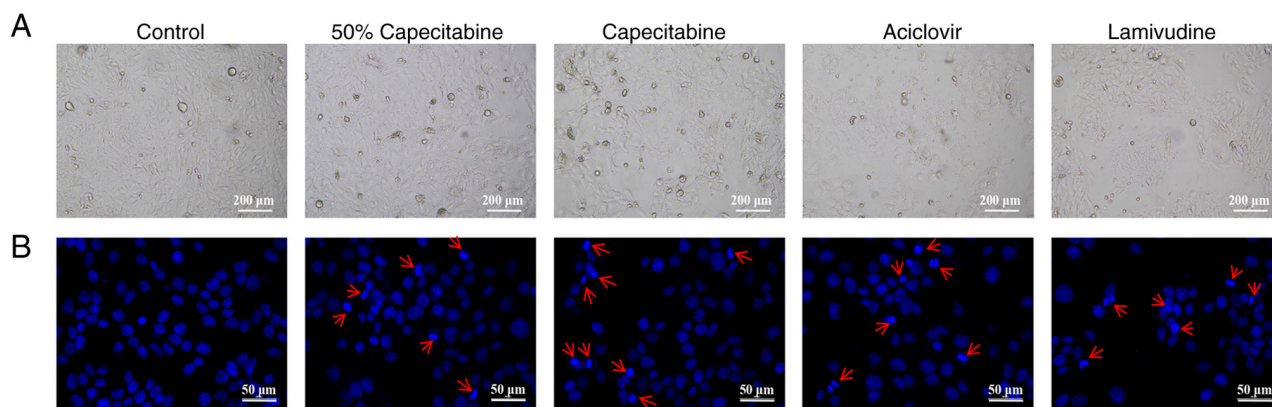 A
Control
50% Capecitabine
Capecitabine
Aciclovir
Lamivudine
200 μm
200 μm
200 μm
200 μm
200 μm
B
50 μm
50 μm
50 μm
50 μm
50 μm